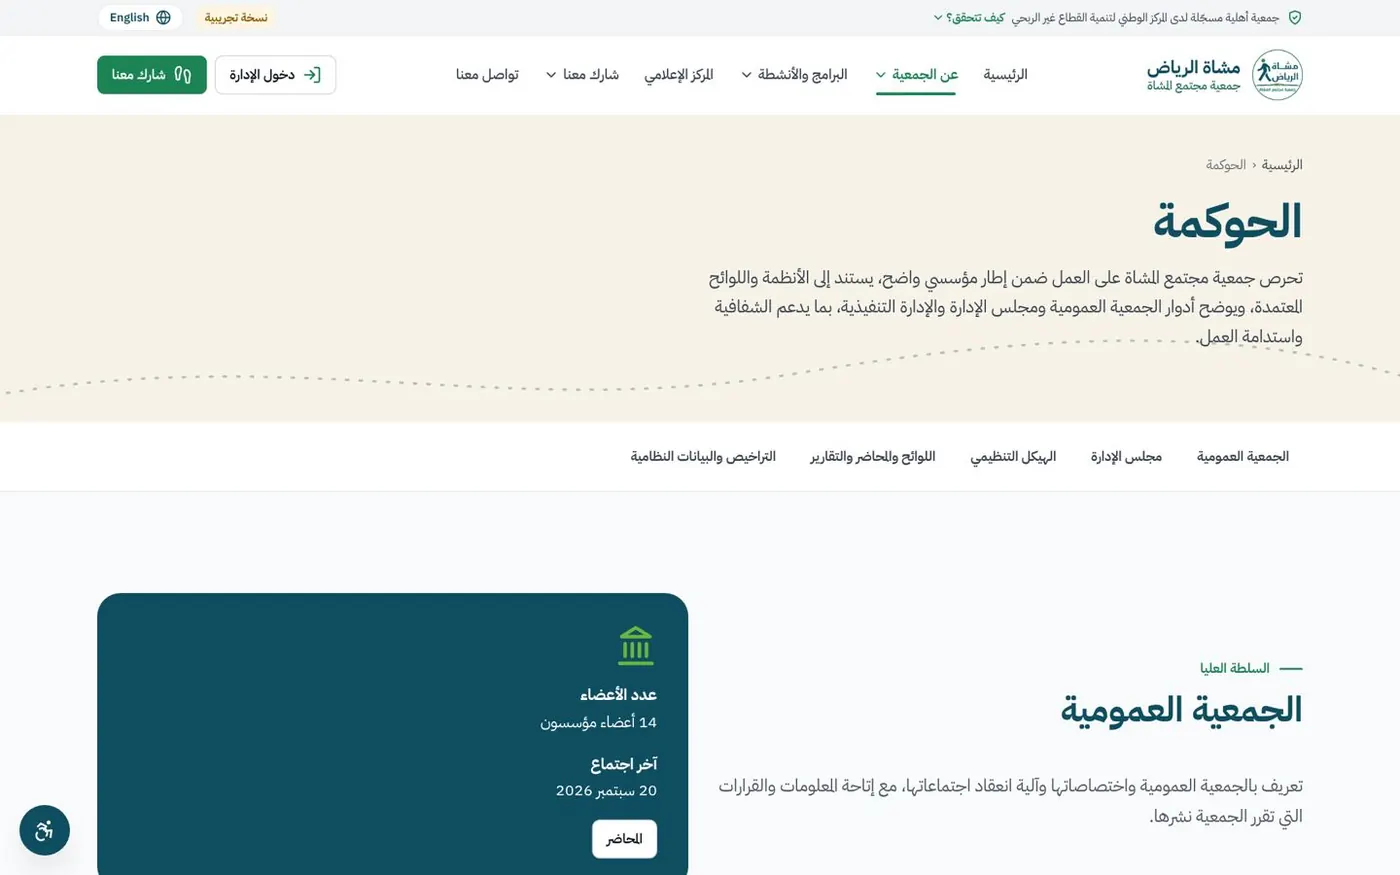 جمعية أهلية مسجّلة لدى المركز الوطني لتنمية القطاع غير الربحي كيف تتحقق؟
نسخة تجريبية
English
مشاة الرياض
مشاة الرياض
جمعية مجتمع المشاة
الرئيسية
عن الجمعية
البرامج والأنشطة
المركز الإعلامي
شارك معنا
تواصل معنا
دخول الإدارة
شارك معنا
الرئيسية ‹ الحوكمة
الحوكمة
تحرص جمعية مجتمع المشاة على العمل ضمن إطار مؤسسي واضح، يستند إلى الأنظمة واللوائح
المعتمدة، ويوضح أدوار الجمعية العمومية ومجلس الإدارة والإدارة التنفيذية، بما يدعم الشفافية
واستدامة العمل.
الجمعية العمومية
مجلس الإدارة
الهيكل التنظيمي
اللوائح والمحاضر والتقارير
التراخيص والبيانات النظامية
السلطة العليا
الجمعية العمومية
تعريف بالجمعية العمومية واختصاصاتها وآلية انعقاد اجتماعاتها، مع إتاحة المعلومات والقرارات
التي تقرر الجمعية نشرها.
عدد الأعضاء
14 أعضاء مؤسسون
آخر اجتماع
20 سبتمبر 2026
المحاضر